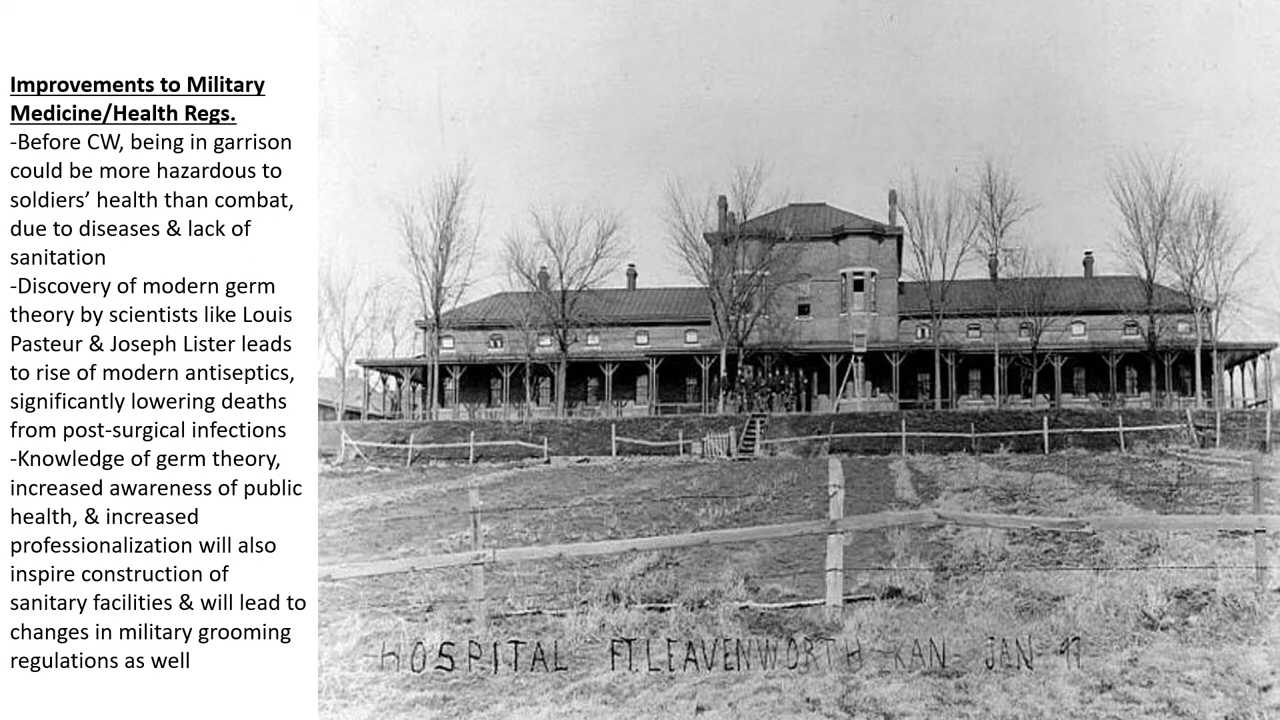 Improvements to Military
Medicine/Health Regs.
-Before CW, being in garrison
could be more hazardous to
soldiers’ health than combat,
due to diseases & lack of
sanitation
-Discovery of modern germ
theory by scientists like Louis
Pasteur & Joseph Lister leads
to rise of modern antiseptics,
significantly lowering deaths
from post-surgical infections
-Knowledge of germ theory,
increased awareness of public
health, & increased
professionalization will also
inspire construction of
sanitary facilities & will lead to
changes in military grooming
regulations as well
HOSPITAL FT. LEAVENWORTH KAN- JAN